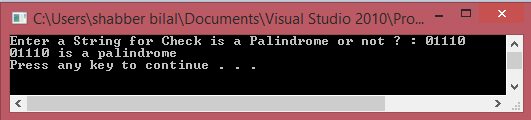 C:\Users\shabber bilal\Documents\Visual Studio 2010\Pro...
Enter a String for Check is a Palindrome or not ? : 01110
01110 is a palindrome
Press any key to continue . . .